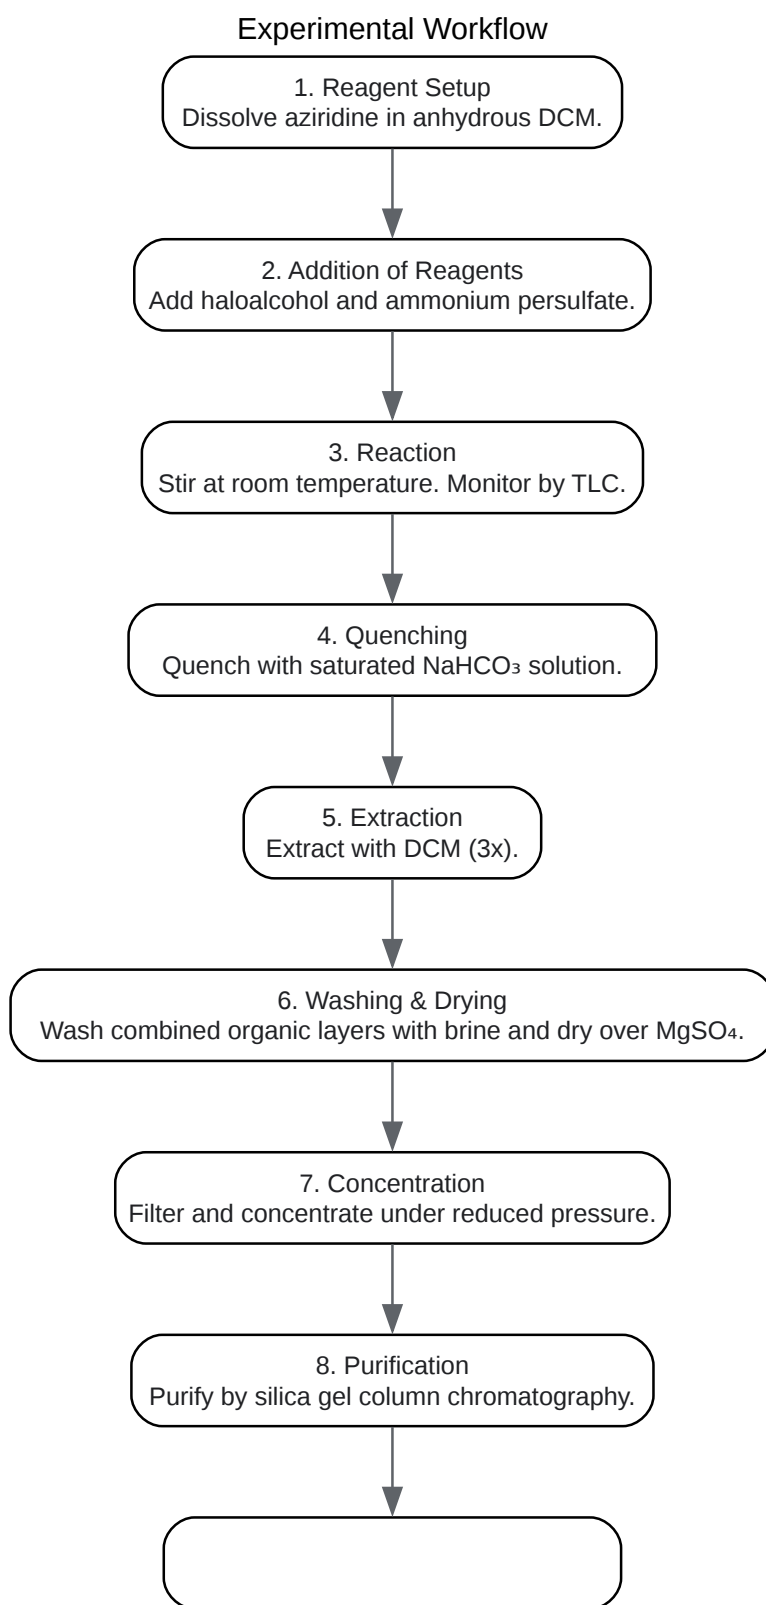 Experimental Workflow
1. Reagent Setup
Dissolve aziridine in anhydrous DCM.
2. Addition of Reagents
Add haloalcohol and ammonium persulfate.
3. Reaction
Stir at room temperature. Monitor by TLC.
4. Quenching
Quench with saturated NaHCO₃ solution.
5. Extraction
Extract with DCM (3x).
6. Washing & Drying
Wash combined organic layers with brine and dry over MgSO₄.
7. Concentration
Filter and concentrate under reduced pressure.
8. Purification
Purify by silica gel column chromatography.